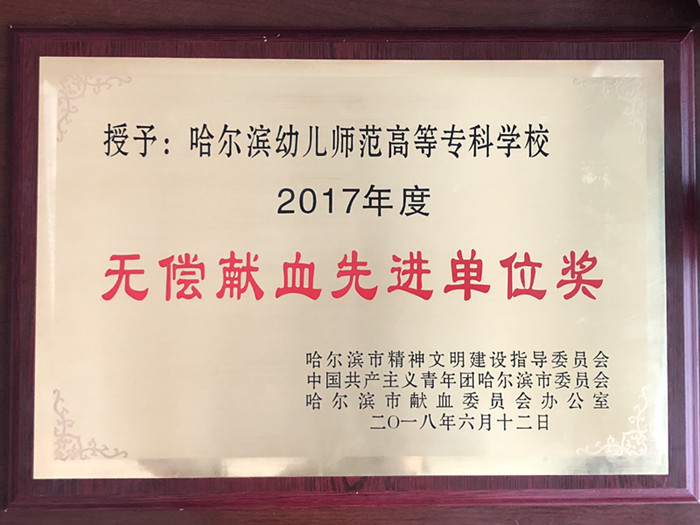 授予：哈尔滨幼儿师范高等专科学校
2017年度
无偿献血先进单位奖
哈尔滨市精神文明建设指导委员会
中国共产主义青年团哈尔滨市委员会
哈尔滨市献血委员会办公室
二〇一八年六月十二日